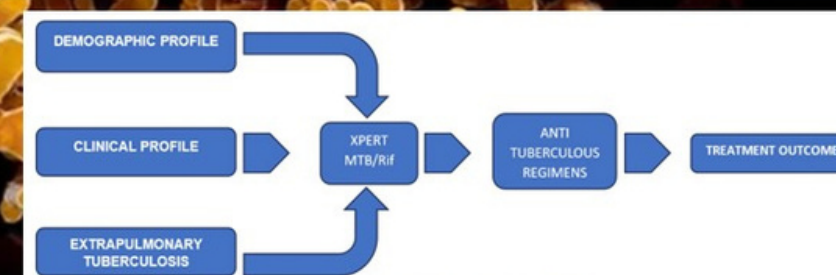 DEMOGRAPHIC PROFILE
CLINICAL PROFILE
EXTRAPULMONARY
TUBERCULOSIS
XPERT
MTB/Rif
ANTI
TUBERCULOUS
REGIMENS
TREATMENT OUTCOME